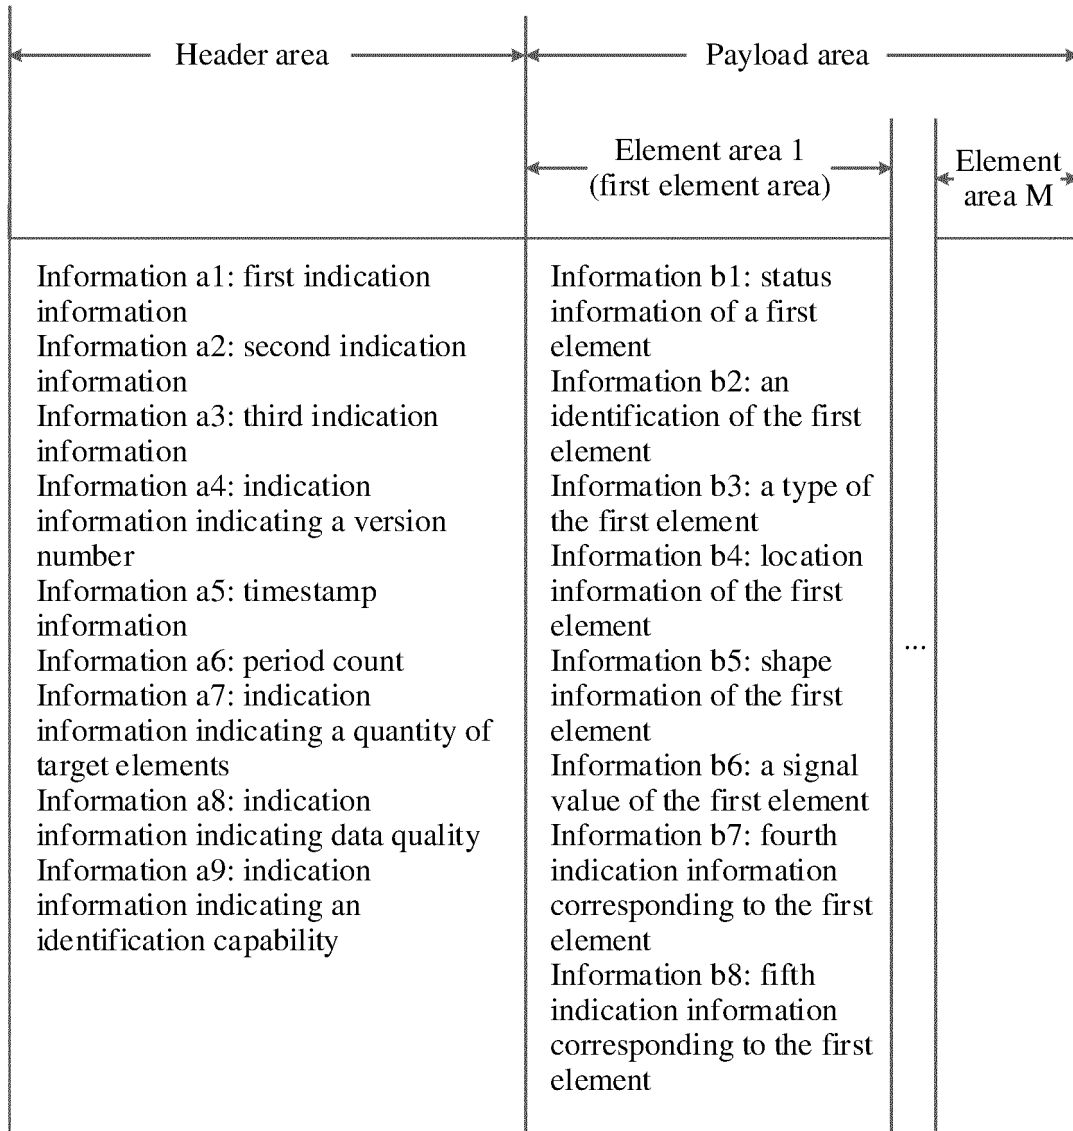 Header area
Payload area
Element area 1
(first element area)
Element
area M
Information a1: first indication
information
Information a2: second indication
information
Information a3: third indication
information
Information a4: indication
information indicating a version
number
Information a5: timestamp
information
Information a6: period count
Information a7: indication
information indicating a quantity of
target elements
Information a8: indication
information indicating data quality
Information a9: indication
information indicating an
identification capability
Information b1: status
information of a first
element
Information b2: an
identification of the first
element
Information b3: a type of
the first element
Information b4: location
information of the first
element
Information b5: shape
information of the first
element
Information b6: a signal
value of the first element
Information b7: fourth
indication information
corresponding to the first
element
Information b8: fifth
indication information
corresponding to the first
element
...